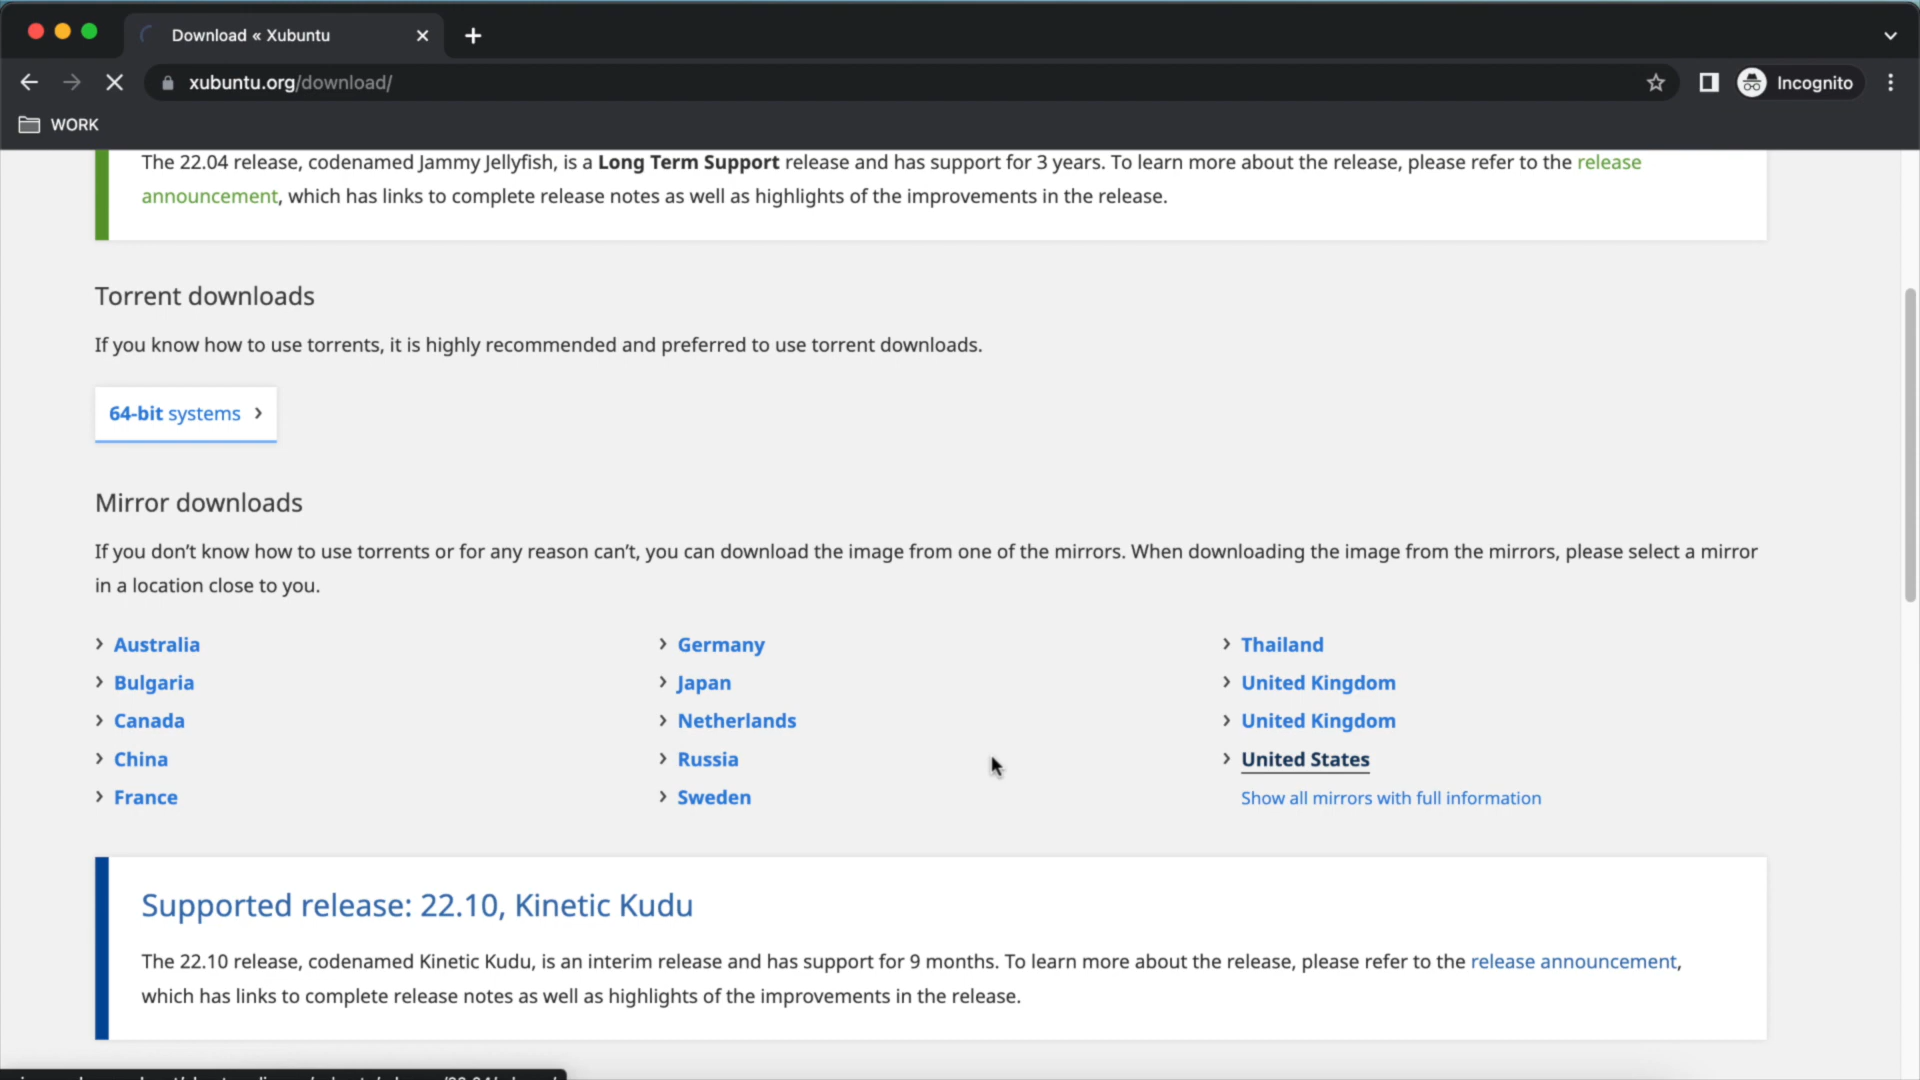 Download « Xubuntu
xubuntu.org/download/
Incognito
WORK
The 22.04 release, codenamed Jammy Jellyfish, is a Long Term Support release and has support for 3 years. To learn more about the release, please refer to the release
announcement, which has links to complete release notes as well as highlights of the improvements in the release.
Torrent downloads
If you know how to use torrents, it is highly recommended and preferred to use torrent downloads.
64-bit systems
Mirror downloads
If you don’t know how to use torrents or for any reason can’t, you can download the image from one of the mirrors. When downloading the image from the mirrors, please select a mirror
in a location close to you.
Australia
Bulgaria
Canada
China
France
Germany
Japan
Netherlands
Russia
Sweden
Thailand
United Kingdom
United Kingdom
United States
Show all mirrors with full information
Supported release: 22.10, Kinetic Kudu
The 22.10 release, codenamed Kinetic Kudu, is an interim release and has support for 9 months. To learn more about the release, please refer to the release announcement,
which has links to complete release notes as well as highlights of the improvements in the release.